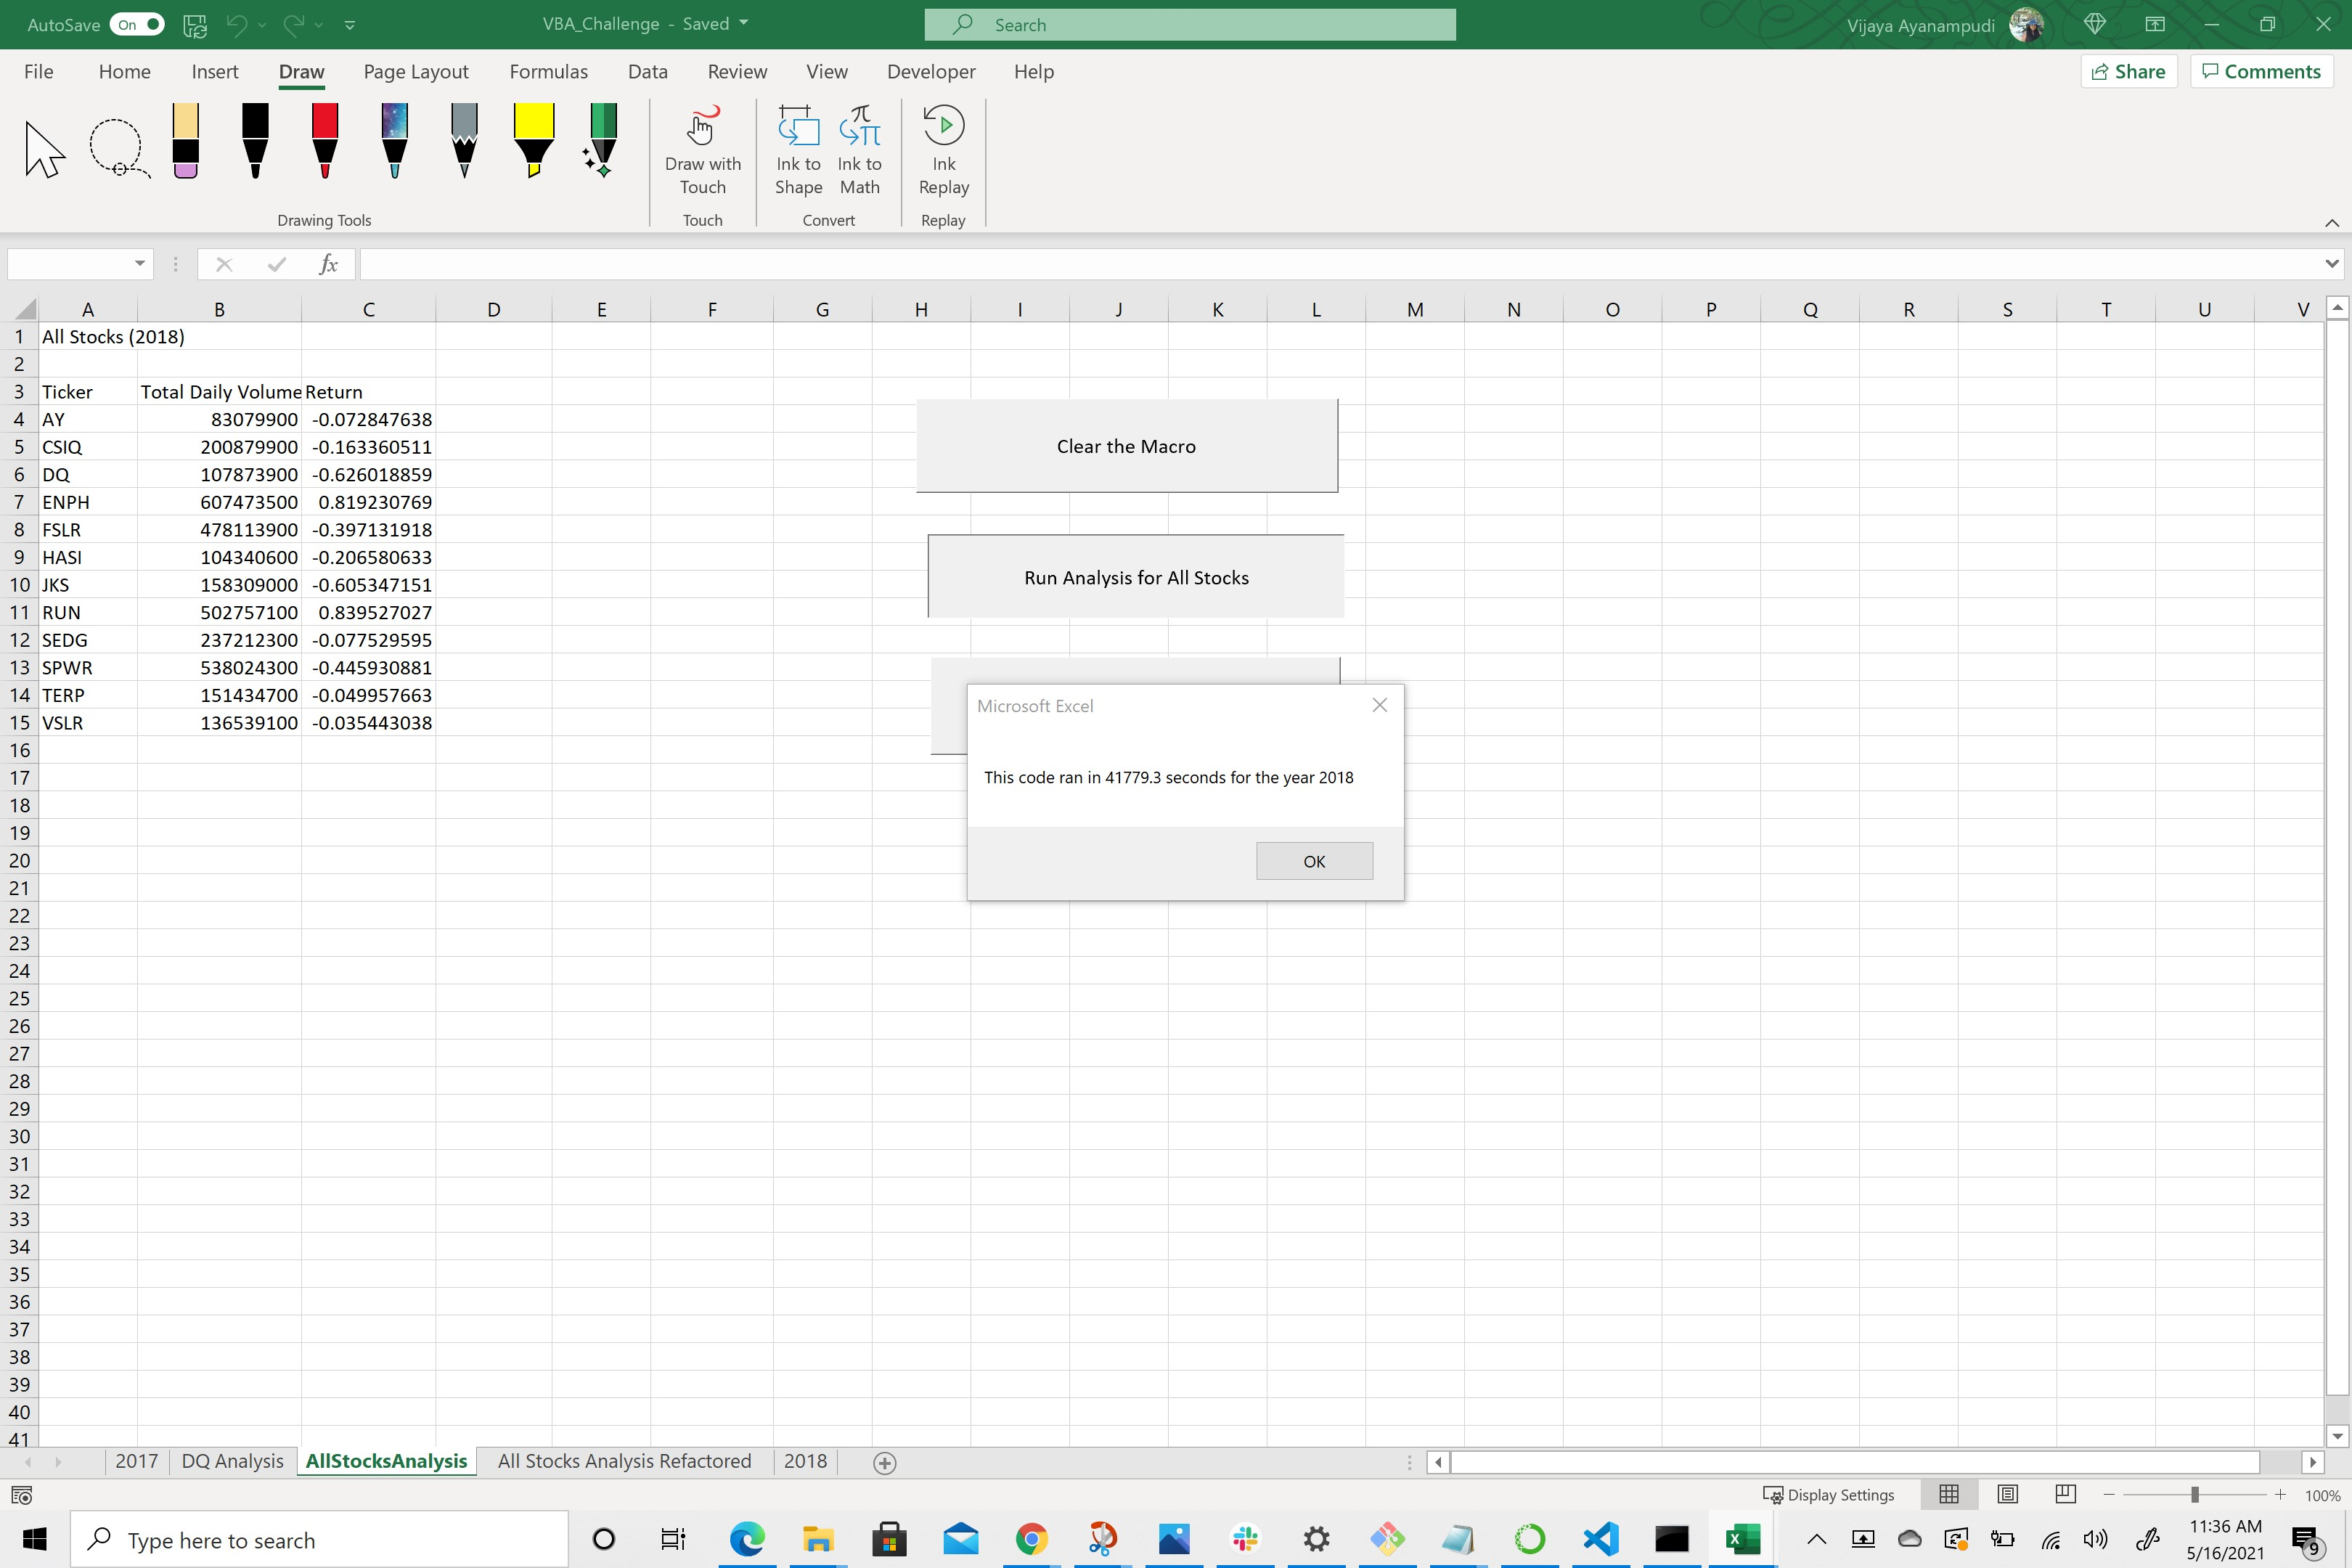 AutoSave On VBA_Challenge - Saved Search Vijaya Ayanampudi
File Home Insert Draw Page Layout Formulas Data Review View Developer Help Share Comments
Draw with Touch
Ink to Shape
Ink to Math
Ink Replay
Drawing Tools Touch Convert Replay
fx
A B C D E F G H I J K L M N O P Q R S T U V
1 All Stocks (2018)
2
3 Ticker Total Daily Volume Return
4 AY 83079900 -0.072847638
5 CSIQ 200879900 -0.163360511
6 DQ 107873900 -0.626018859
7 ENPH 607473500 0.819230769
8 FSLR 478113900 -0.397131918
9 HASI 104340600 -0.206580633
10 JKS 158309000 -0.605347151
11 RUN 502757100 0.839527027
12 SEDG 237212300 -0.077529595
13 SPWR 538024300 -0.445930881
14 TERP 151434700 -0.049957663
15 VSLR 136539100 -0.035443038
16
17
18
19
20
21
22
23
24
25
26
27
28
29
30
31
32
33
34
35
36
37
38
39
40
41
Clear the Macro
Run Analysis for All Stocks
Microsoft Excel
This code ran in 41779.3 seconds for the year 2018
OK
2017 DQ Analysis AllStocksAnalysis All Stocks Analysis Refactored 2018
Display Settings 100%
Type here to search
11:36 AM
5/16/2021
9